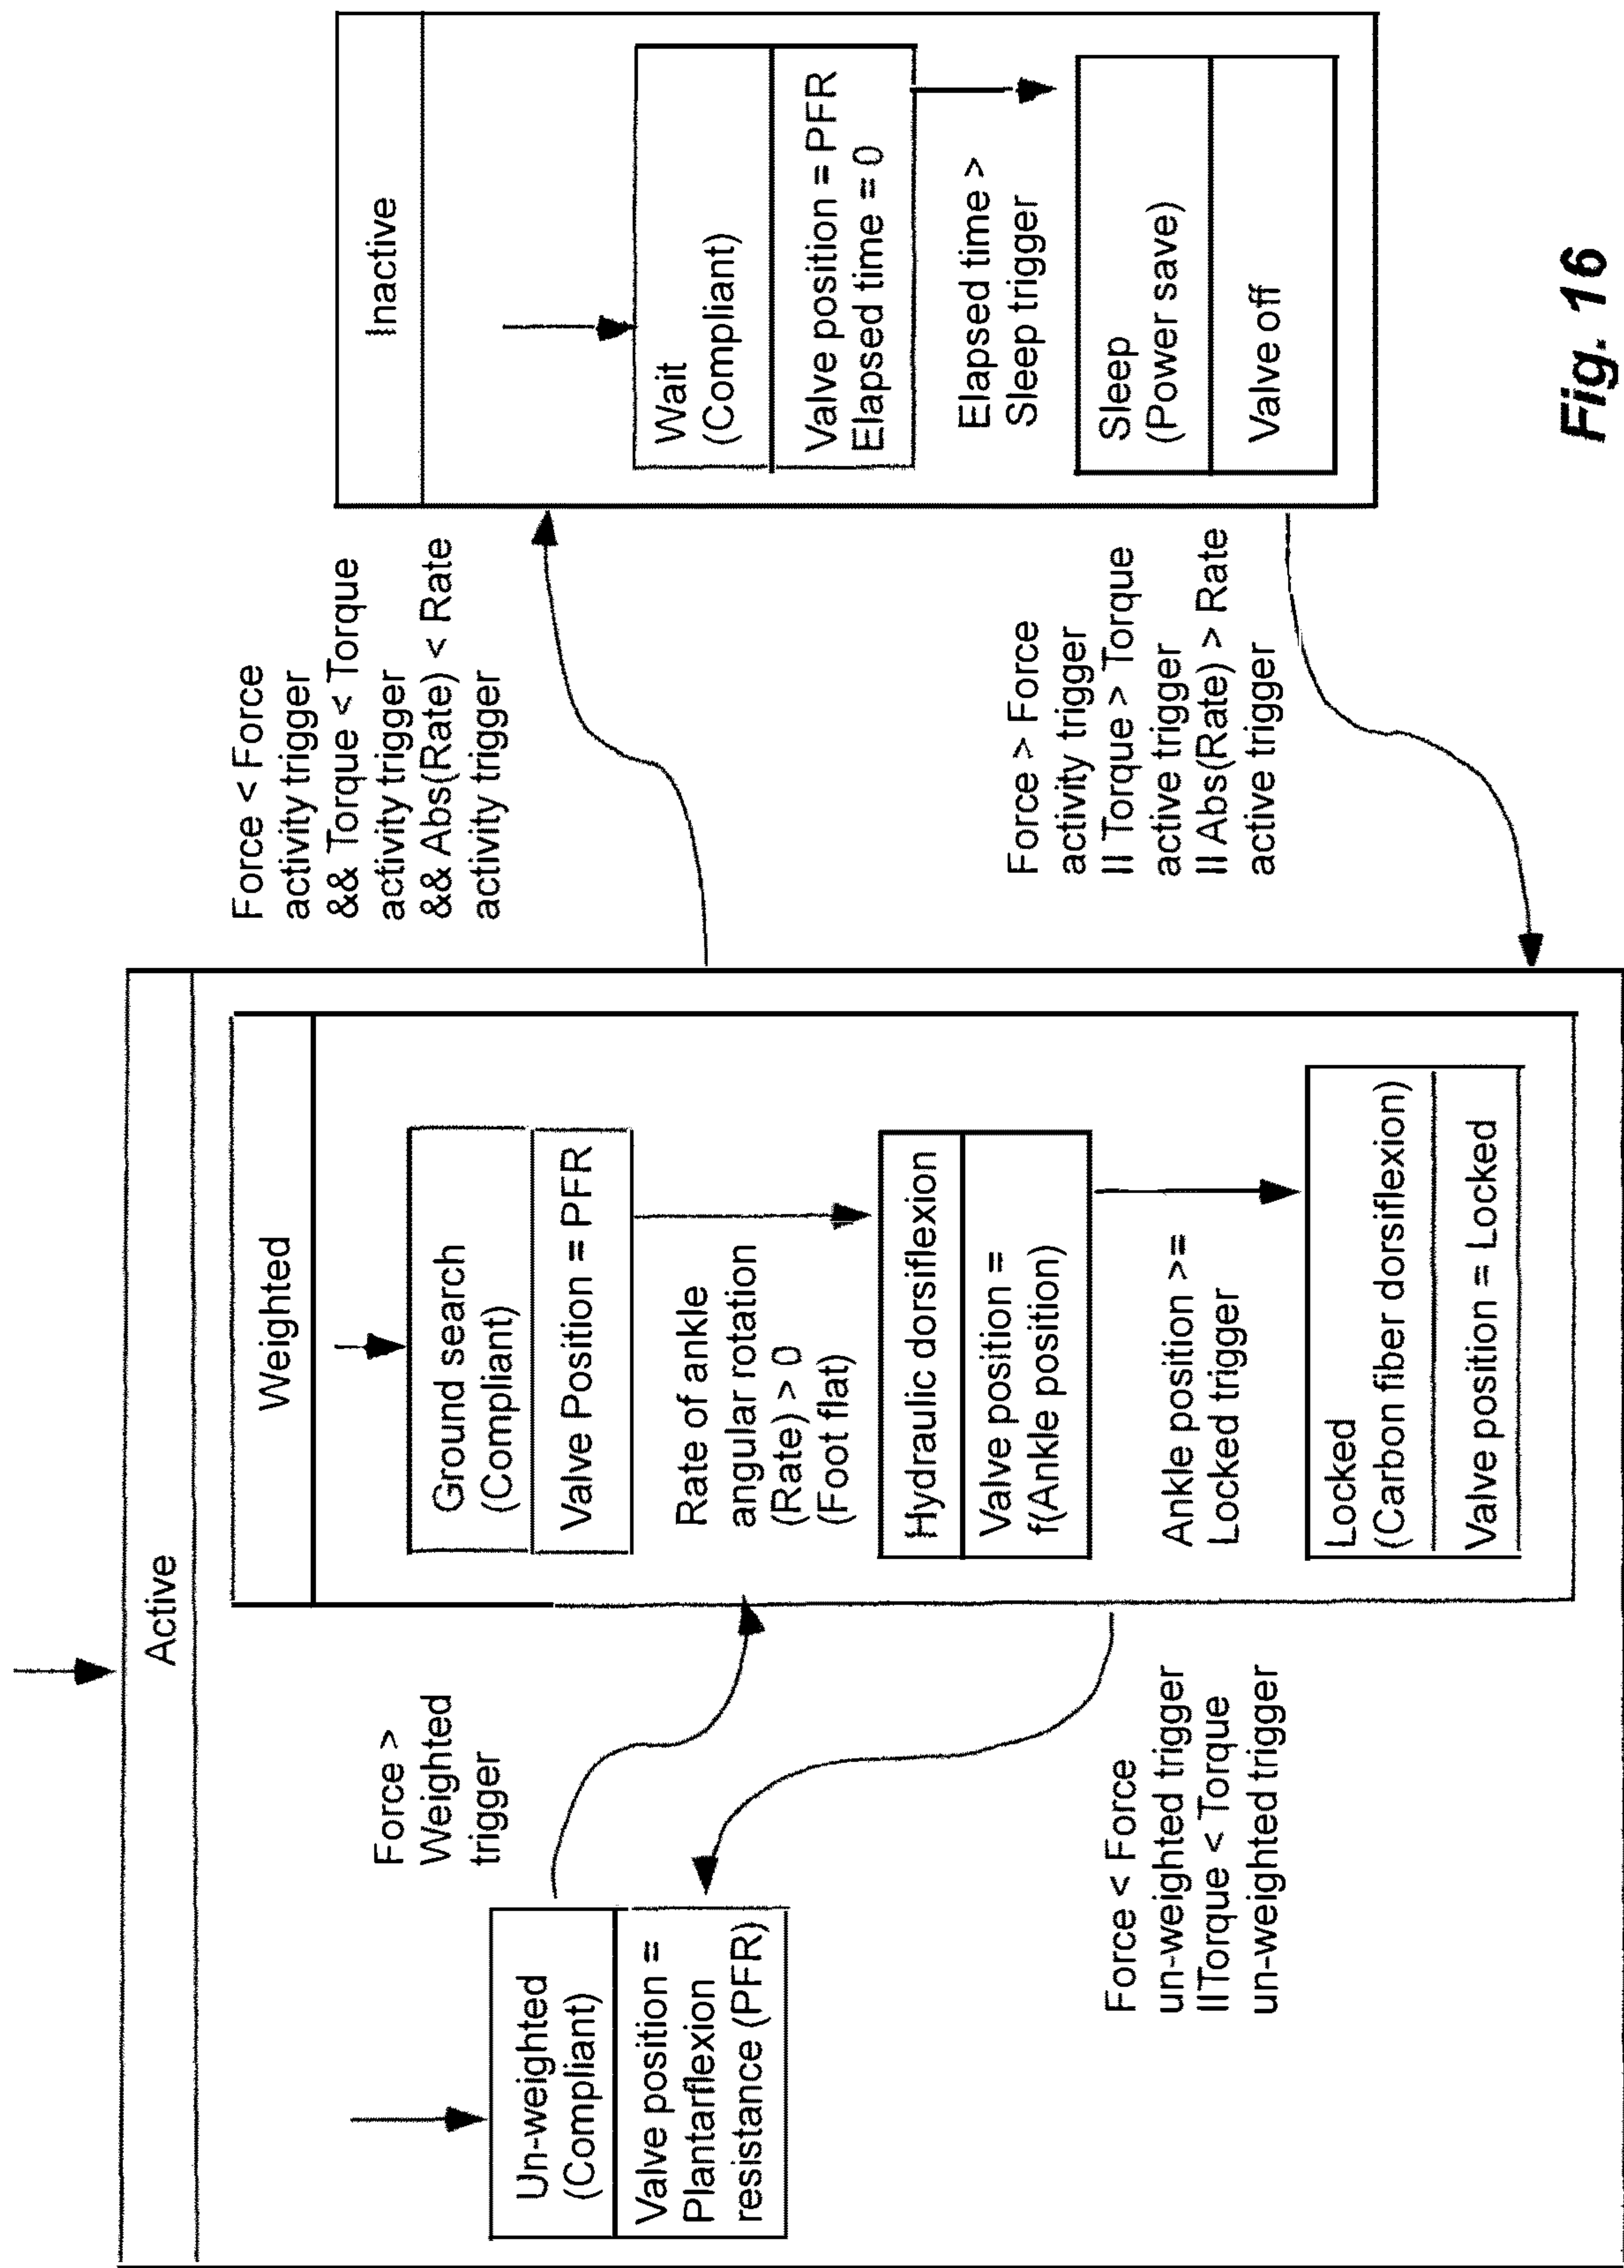 Active
Un-weighted
(Compliant)
Valve position =
Plantarflexion
resistance (PFR)
Force >
Weighted
trigger
Force < Force
un-weighted trigger
||Torque < Torque
un-weighted trigger
Weighted
Ground search
(Compliant)
Valve Position = PFR
Rate of ankle
angular rotation
(Rate) > 0
(Foot flat)
Hydraulic dorsiflexion
Valve position =
f(Ankle position)
Ankle position >=
Locked trigger
Locked
(Carbon fiber dorsiflexion)
Valve position = Locked
Force < Force
activity trigger
&& Torque < Torque
activity trigger
&& Abs(Rate) < Rate
activity trigger
Force > Force
activity trigger
|| Torque > Torque
active trigger
|| Abs(Rate) > Rate
active trigger
Inactive
Wait
(Compliant)
Valve position = PFR
Elapsed time = 0
Elapsed time >
Sleep trigger
Sleep
(Power save)
Valve off
Fig. 16